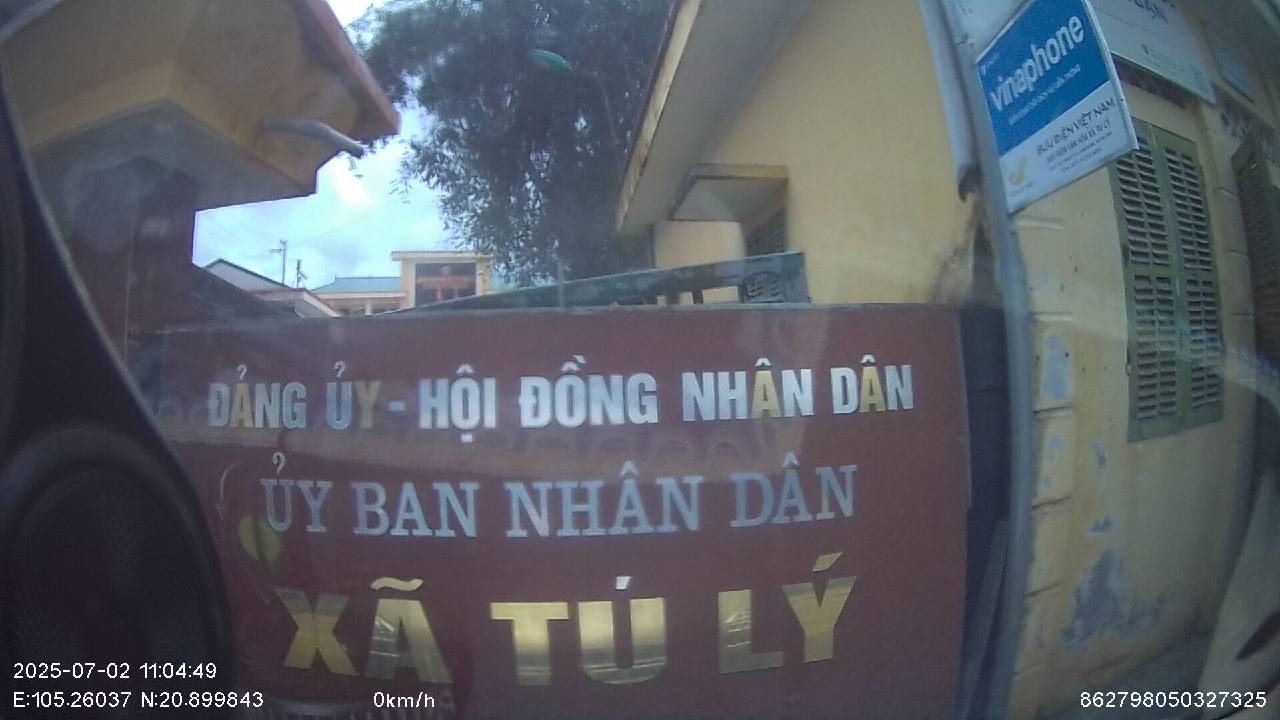 vinaphone
BƯU ĐIỆN VIỆT NAM
ĐẢNG ỦY - HỘI ĐỒNG NHÂN DÂN
ỦY BAN NHÂN DÂN
XÃ TÚ LÝ
2025-07-02 11:04:49
E:105.26037 N:20.899843 0km/h
862798050327325